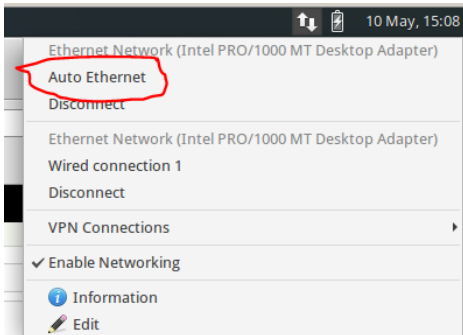 10 May, 15:08
Ethernet Network (Intel PRO/1000 MT Desktop Adapter)
Auto Ethernet
Disconnect
Ethernet Network (Intel PRO/1000 MT Desktop Adapter)
Wired connection 1
Disconnect
VPN Connections
Enable Networking
Information
Edit